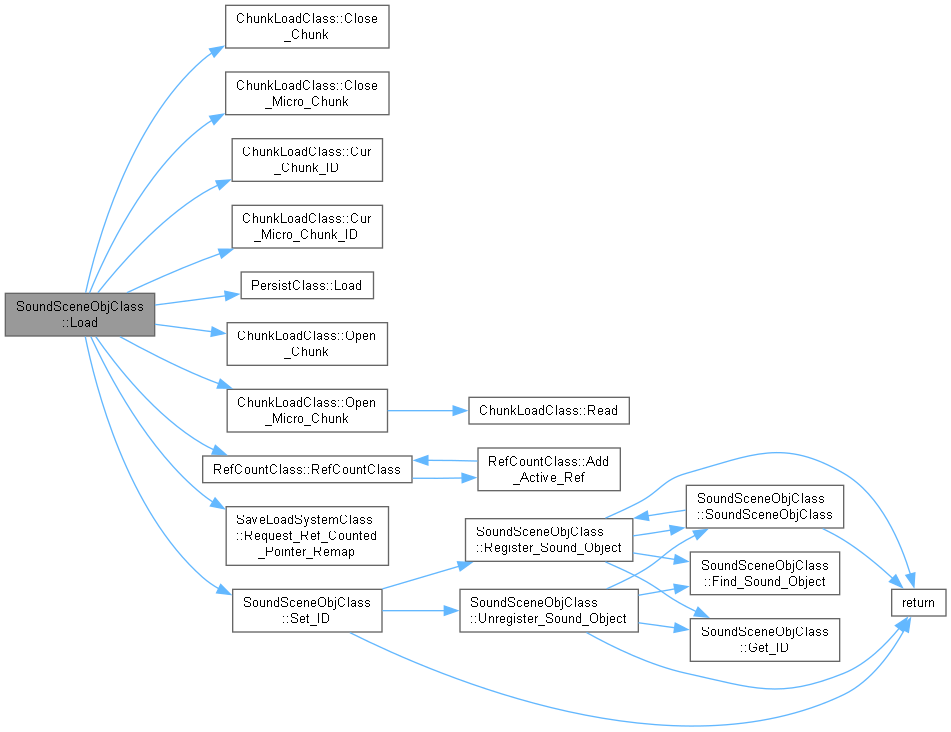 ChunkLoadClass::Close
_Chunk
ChunkLoadClass::Close
_Micro_Chunk
ChunkLoadClass::Cur
_Chunk_ID
ChunkLoadClass::Cur
_Micro_Chunk_ID
PersistClass::Load
SoundSceneObjClass
::Load
ChunkLoadClass::Open
_Chunk
ChunkLoadClass::Open
_Micro_Chunk
ChunkLoadClass::Read
RefCountClass::RefCountClass
RefCountClass::Add
_Active_Ref
SaveLoadSystemClass
::Request_Ref_Counted
_Pointer_Remap
SoundSceneObjClass
::Register_Sound_Object
SoundSceneObjClass
::SoundSceneObjClass
SoundSceneObjClass
::Find_Sound_Object
SoundSceneObjClass
::Set_ID
SoundSceneObjClass
::Unregister_Sound_Object
SoundSceneObjClass
::Get_ID
return